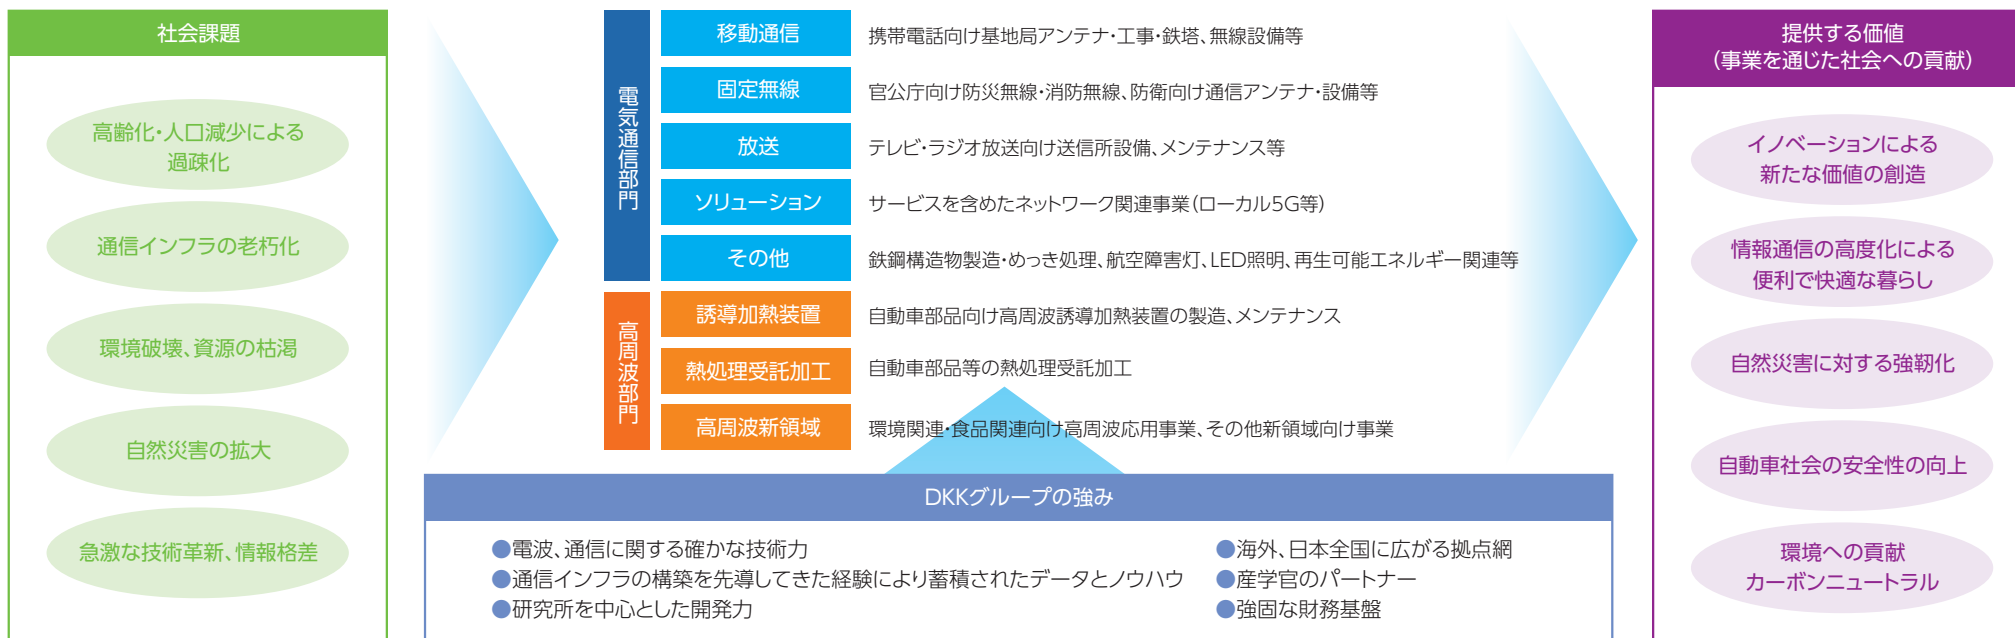 社会課題
高齢化・人口減少による
過疎化
通信インフラの老朽化
環境破壊、資源の枯渇
自然災害の拡大
急激な技術革新、情報格差
電気通信部門
移動通信
携帯電話向け基地局アンテナ・工事・鉄塔、無線設備等
固定無線
官公庁向け防災無線・消防無線、防衛向け通信アンテナ・設備等
放送
テレビ・ラジオ放送向け送信所設備、メンテナンス等
ソリューション
サービスを含めたネットワーク関連事業（ローカル5G等）
その他
鉄鋼構造物製造・めっき処理、航空障害灯、LED照明、再生可能エネルギー関連等
高周波部門
誘導加熱装置
自動車部品向け高周波誘導加熱装置の製造、メンテナンス
熱処理受託加工
自動車部品等の熱処理受託加工
高周波新領域
環境関連・食品関連向け高周波応用事業、その他新領域向け事業
DKKグループの強み
●電波、通信に関する確かな技術力
●通信インフラの構築を先導してきた経験により蓄積されたデータとノウハウ
●研究所を中心とした開発力
●海外、日本全国に広がる拠点網
●産学官のパートナー
●強固な財務基盤
提供する価値
（事業を通じた社会への貢献）
イノベーションによる
新たな価値の創造
情報通信の高度化による
便利で快適な暮らし
自然災害に対する強靭化
自動車社会の安全性の向上
環境への貢献
カーボンニュートラル